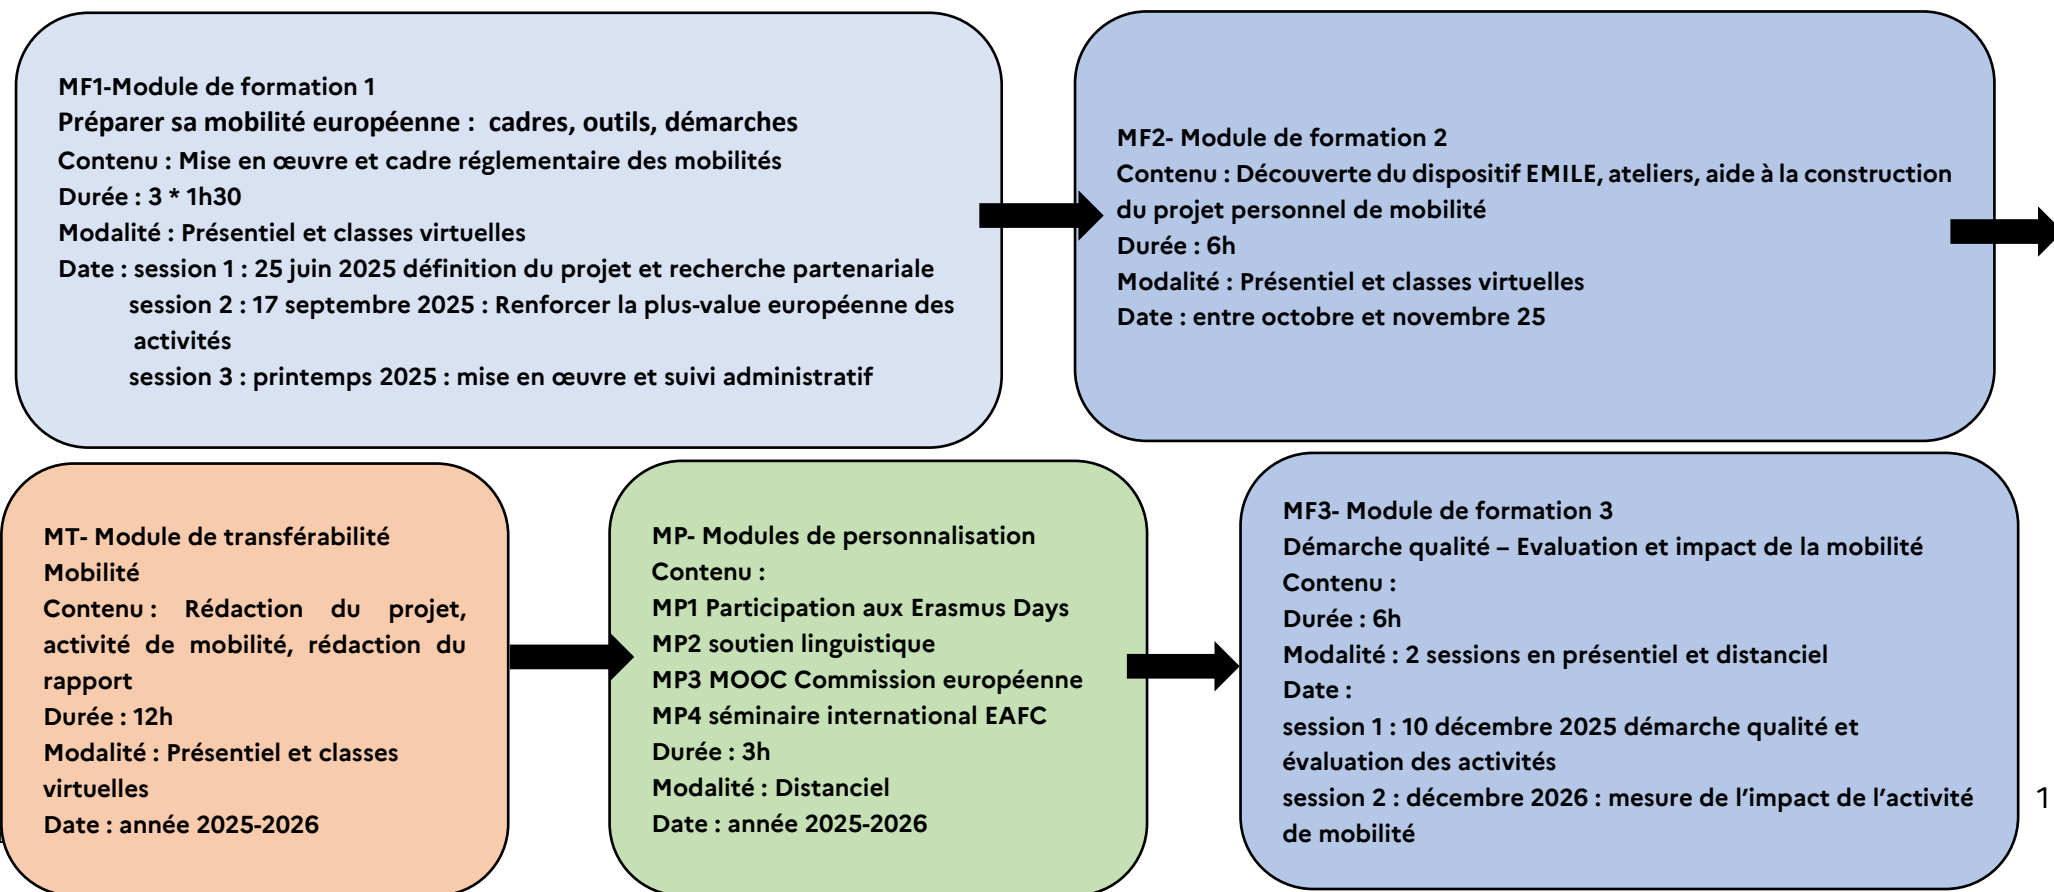 MF1-Module de formation 1
Préparer sa mobilité européenne : cadres, outils, démarches
Contenu : Mise en œuvre et cadre réglementaire des mobilités
Durée : 3 * 1h30
Modalité : Présentiel et classes virtuelles
Date : session 1 : 25 juin 2025 définition du projet et recherche partenariale
session 2 : 17 septembre 2025 : Renforcer la plus-value européenne des
activités
session 3 : printemps 2025 : mise en œuvre et suivi administratif
MF2- Module de formation 2
Contenu : Découverte du dispositif EMILE, ateliers, aide à la construction
du projet personnel de mobilité
Durée : 6h
Modalité : Présentiel et classes virtuelles
Date : entre octobre et novembre 25
MT- Module de transférabilité
Mobilité
Contenu : Rédaction du projet,
activité de mobilité, rédaction du
rapport
Durée : 12h
Modalité : Présentiel et classes
virtuelles
Date : année 2025-2026
MP- Modules de personnalisation
Contenu :
MP1 Participation aux Erasmus Days
MP2 soutien linguistique
MP3 MOOC Commission européenne
MP4 séminaire international EAFC
Durée : 3h
Modalité : Distanciel
Date : année 2025-2026
MF3- Module de formation 3
Démarche qualité – Evaluation et impact de la mobilité
Contenu :
Durée : 6h
Modalité : 2 sessions en présentiel et distanciel
Date :
session 1 : 10 décembre 2025 démarche qualité et
évaluation des activités
session 2 : décembre 2026 : mesure de l'impact de l'activité
de mobilité
1